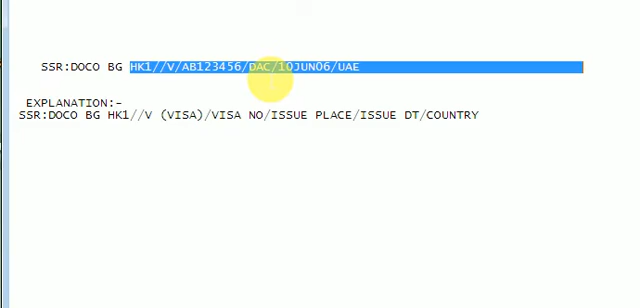 SSR:DOCO BG HK1//V/AB123456/DAC/10JUN06/UAE
EXPLANATION:-
SSR:DOCO BG HK1//V (VISA)/VISA NO/ISSUE PLACE/ISSUE DT/COUNTRY